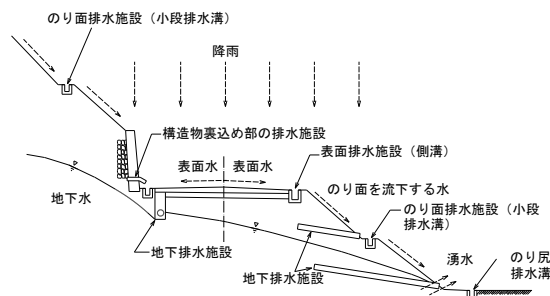 のり面排水施設（小段排水溝）
降雨
構造物裏込め部の排水施設
表面水
表面水
表面排水施設（側溝）
のり面を流下する水
地下水
のり面排水施設（小段
排水溝）
地下排水施設
地下排水施設
湧水
のり尻
排水溝